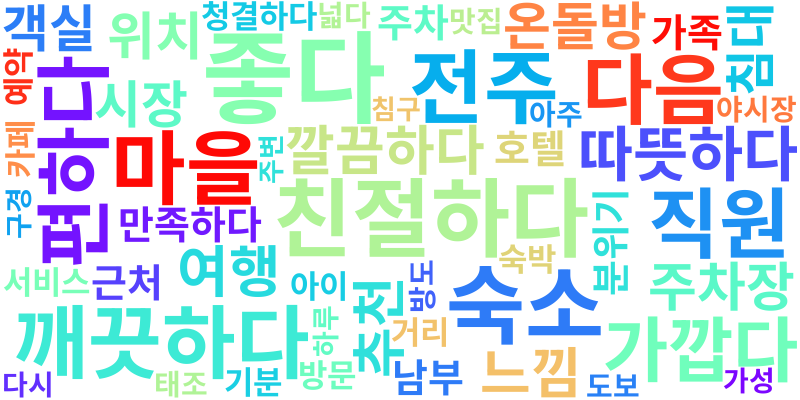 객실
위치
청결하다
넓다
주차
맛집
온돌방
가족
침대
예약
편하다
시장
좋다
침구
전주
아주
다음
야시장
카페
마을
주변
깔끔하다
호텔
따뜻하다
구경
만족하다
친절하다
분위기
직원
서비스
근처
여행
아이
방도
숙박
주차장
깨끗하다
하루
추천
거리
숙소
가깝다
다시
태조
기분
방문
남부
느낌
도보
가성